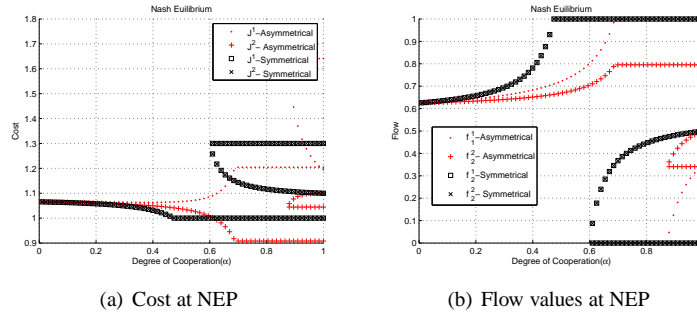 Nash Euilibrium
1.8
1.7
1.6
1.5
1.4
1.3
1.2
1.1
1
0.9
Cost
J¹−Asymmetrical
J²− Asymmetrical
J¹−Symmetrical
J²− Symmetrical
0 0.2 0.4 0.6 0.8 1
Degree of Cooperation(α)
(a) Cost at NEP
Nash Euilibrium
1
0.9
0.8
0.7
0.6
0.5
0.4
0.3
0.2
0.1
0
Flow
f¹₁−Asymmetrical
f²₂− Asymmetrical
f¹₂−Symmetrical
f²₂− Symmetrical
0 0.2 0.4 0.6 0.8
Degree of Cooperation(α)
(b) Flow values at NEP